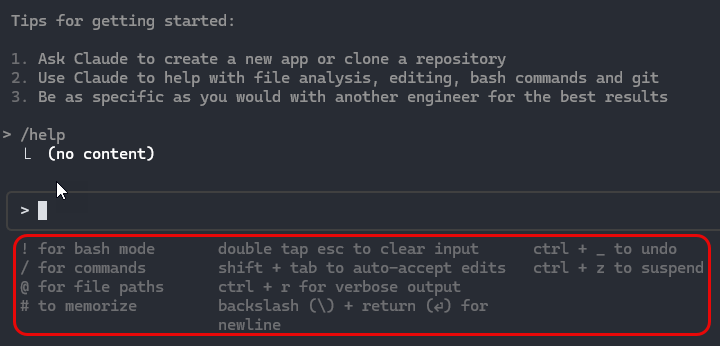 Tips for getting started:
1. Ask Claude to create a new app or clone a repository
2. Use Claude to help with file analysis, editing, bash commands and git
3. Be as specific as you would with another engineer for the best results
> /help
└ (no content)
>
! for bash mode double tap esc to clear input ctrl + _ to undo
/ for commands shift + tab to auto-accept edits ctrl + z to suspend
@ for file paths ctrl + r for verbose output
# to memorize backslash (\) + return (⏎) for
newline